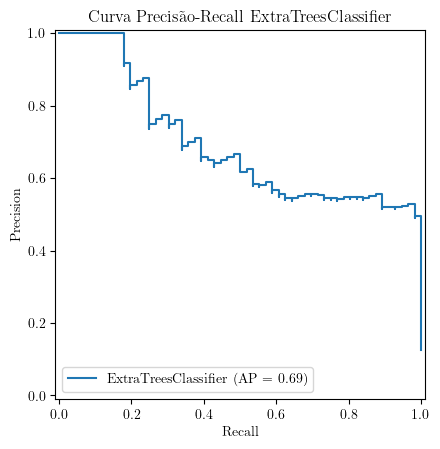 Curva Precisão-Recall ExtraTreesClassifier
1.0
0.8
0.6
0.4
0.2
0.0
Precision
ExtraTreesClassifier (AP = 0.69)
0.0 0.2 0.4 0.6 0.8 1.0
Recall